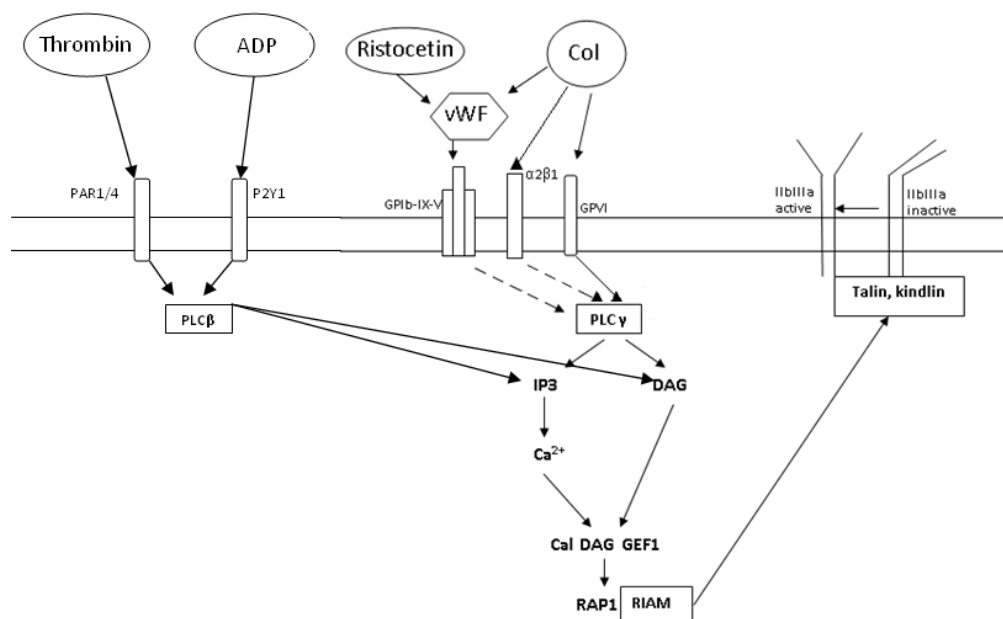 Thrombin
ADP
Ristocetin
Col
vWF
PAR1/4
P2Y1
GPIb-IX-V
α2β1
GPVI
IIbIIIa
active
IIbIIIa
inactive
Talin, kindlin
PLCβ
PLC γ
IP3
DAG
Ca²⁺
Cal DAG GEF1
RAP1
RIAM